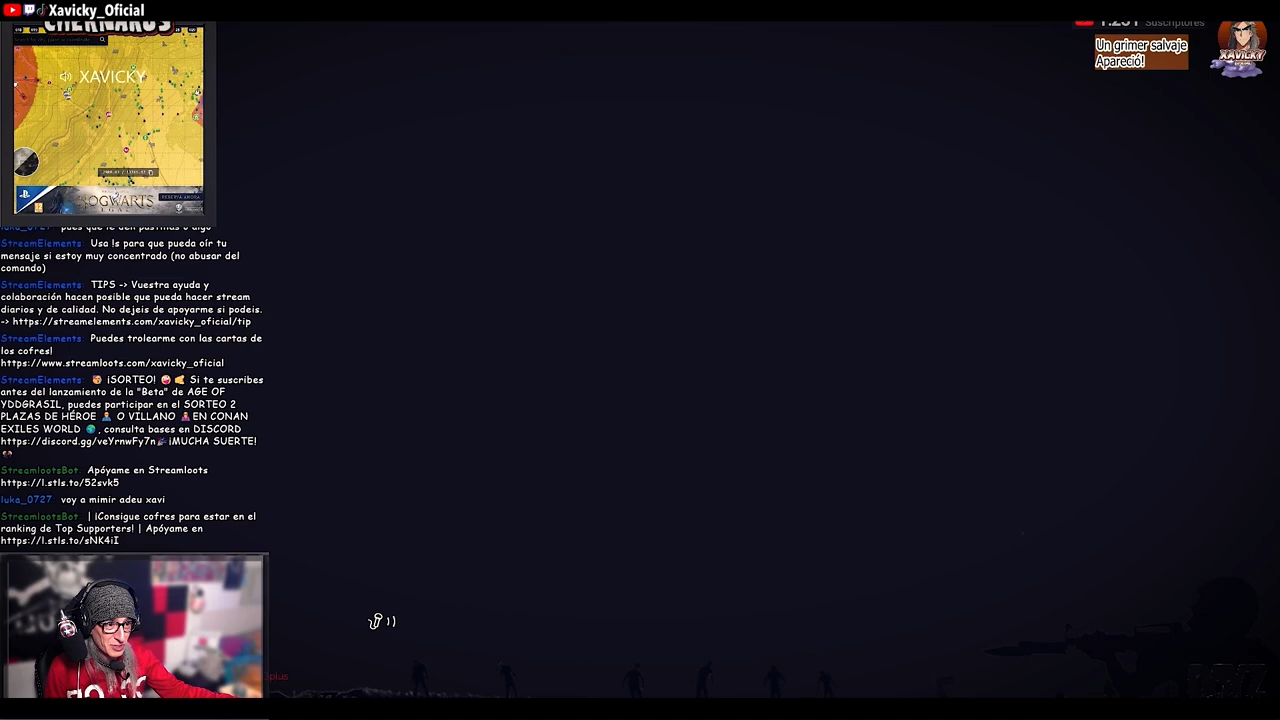 Xavicky_Oficial
CHERNARUS
XAVICKY
HOGWARTS
RESERVA AHORA
luka_0727: pues que le den pastillas o algo
StreamElements: Usa !s para que pueda oír tu
mensaje si estoy muy concentrado (no abusar del
comando)
StreamElements: TIPS -> Vuestra ayuda y
colaboración hacen posible que pueda hacer stream
diarios y de calidad. No dejeis de apoyarme si podeis.
-> https://streamelements.com/xavicky_oficial/tip
StreamElements: Puedes trolearme con las cartas de
los cofres!
https://www.streamloots.com/xavicky_oficial
StreamElements: 🥳 ¡SORTEO! 🤪 🤜 Si te suscribes
antes del lanzamiento de la "Beta" de AGE OF
YDDGRASIL, puedes participar en el SORTEO 2
PLAZAS DE HÉROE 🦸 O VILLANO 🦹 EN CONAN
EXILES WORLD 🌎, consulta bases en DISCORD
https://discord.gg/veYrnwFy7n🎉¡MUCHA SUERTE!
StreamlootsBot: Apóyame en Streamloots
https://l.stls.to/52svk5
luka_0727: voy a mimir adeu xavi
StreamlootsBot: | ¡Consigue cofres para estar en el
ranking de Top Supporters! | Apóyame en
https://l.stls.to/sNK4iI
Suscriptores
Un grimer salvaje
Apareció!
XAVICKY
plus